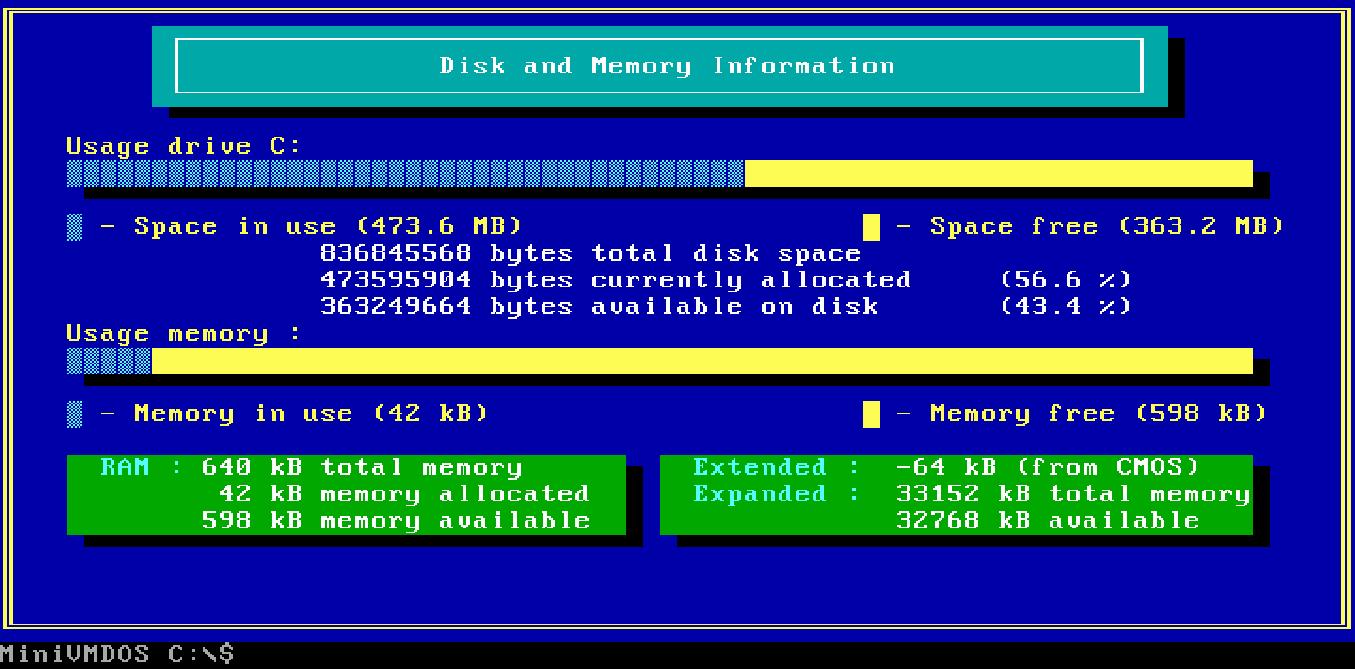 Disk and Memory Information
Usage drive C:
- Space in use (473.6 MB) - Space free (363.2 MB)
836845568 bytes total disk space
473595904 bytes currently allocated (56.6 %)
363249664 bytes available on disk (43.4 %)
Usage memory :
- Memory in use (42 kB) - Memory free (598 kB)
RAM : 640 kB total memory
42 kB memory allocated
598 kB memory available
Extended : -64 kB (from CMOS)
Expanded : 33152 kB total memory
32768 kB available
MiniVMDOS C:\$